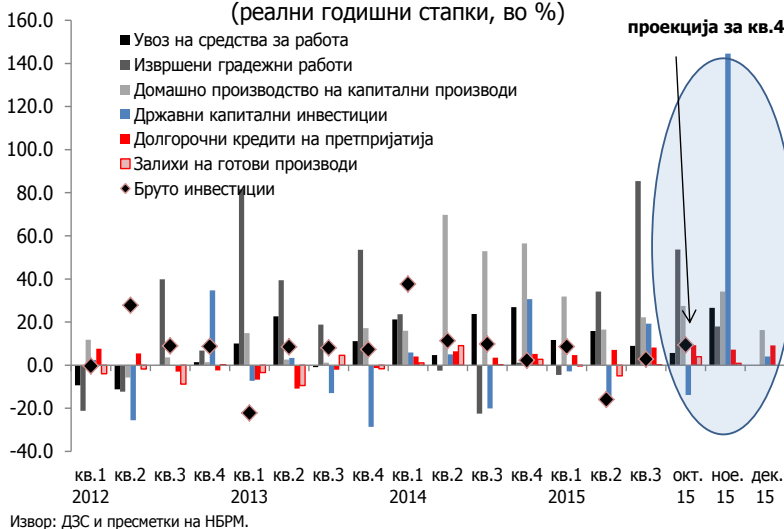 (реални годишни стапки, во %)
проекција за кв.4
Увоз на средства за работа
Извршени градежни работи
Домашно производство на капитални производи
Државни капитални инвестиции
Долгорочни кредити на претпријатија
Залихи на готови производи
Бруто инвестиции
160.0
140.0
120.0
100.0
80.0
60.0
40.0
20.0
0.0
-20.0
-40.0
кв.1 кв.2 кв.3 кв.4 кв.1 кв.2 кв.3 кв.4 кв.1 кв.2 кв.3 кв.4 кв.1 кв.2 кв.3 окт. ное. дек.
2012 2013 2014 2015 15 15 15
Извор: ДЗС и пресметки на НБРМ.